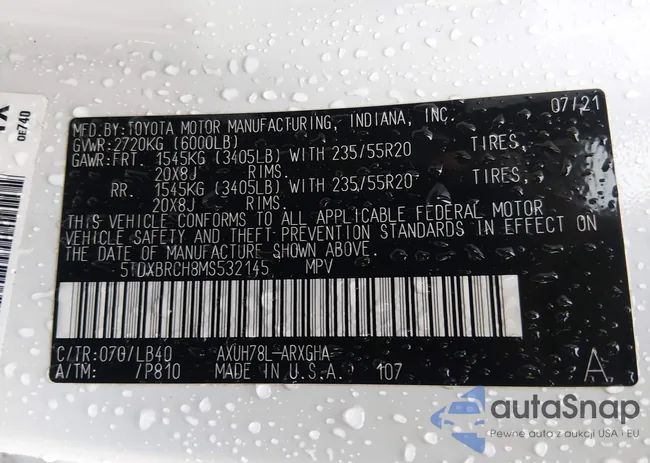 07/21
MFD.BY:TOYOTA MOTOR MANUFACTURING, INDIANA, INC.
GVWR:2720KG (6000LB)
GAWR:FRT. 1545KG (3405LB) WITH 235/55R20 TIRES,
20X8J RIMS.
RR. 1545KG (3405LB) WITH 235/55R20 TIRES,
20X8J RIMS.
THIS VEHICLE CONFORMS TO ALL APPLICABLE FEDERAL MOTOR
VEHICLE SAFETY AND THEFT PREVENTION STANDARDS IN EFFECT ON
THE DATE OF MANUFACTURE SHOWN ABOVE.
5TDXBRCH8MS532145 MPV
C/TR:070/LB40 AXUH78L-ARXGHA
A/TM: /P810 MADE IN U.S.A. 107 A
0E740
autoSnap
Pewne auto z aukcji USA i EU